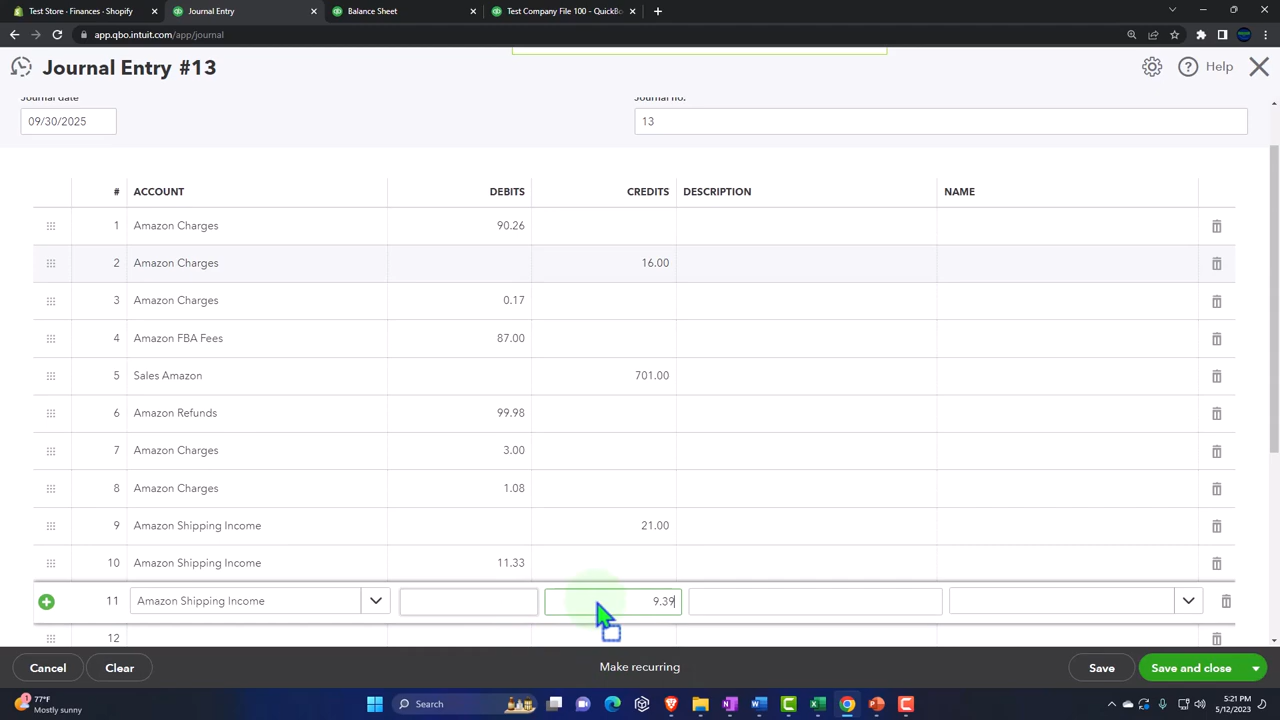 Test Store - Finances - Shopify
Journal Entry
Balance Sheet
Test Company File 100 - QuickBo
app.qbo.intuit.com/app/journal
Journal Entry #13
Help
Journal date
Journal no.
09/30/2025
13
# ACCOUNT DEBITS CREDITS DESCRIPTION NAME
1 Amazon Charges 90.26
2 Amazon Charges 16.00
3 Amazon Charges 0.17
4 Amazon FBA Fees 87.00
5 Sales Amazon 701.00
6 Amazon Refunds 99.98
7 Amazon Charges 3.00
8 Amazon Charges 1.08
9 Amazon Shipping Income 21.00
10 Amazon Shipping Income 11.33
11 Amazon Shipping Income 9.39
12
Cancel Clear Make recurring Save Save and close
77°F
Mostly sunny
Search
5:21 PM
5/12/2023